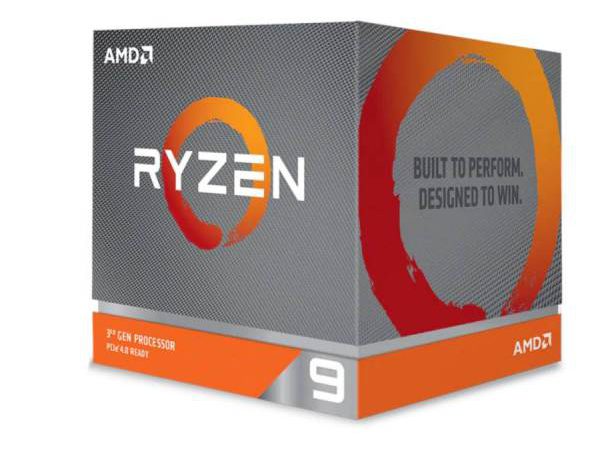 AMD
RYZEN
3rd GEN PROCESSOR
PCIe® 4.0 READY
9
BUILT TO PERFORM.
DESIGNED TO WIN.
AMD